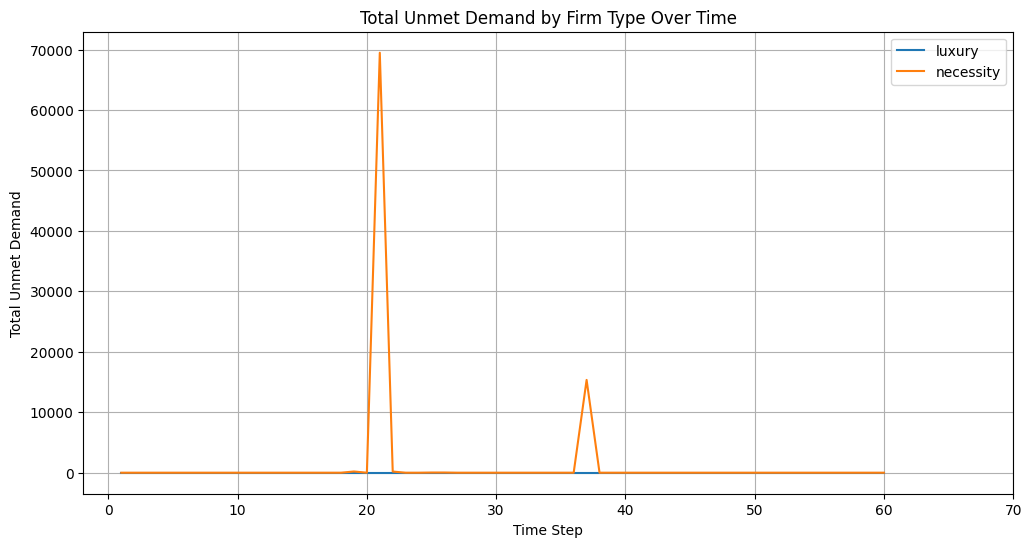 Total Unmet Demand by Firm Type Over Time
luxury
necessity
Total Unmet Demand
70000
60000
50000
40000
30000
20000
10000
0
0 10 20 30 40 50 60 70
Time Step